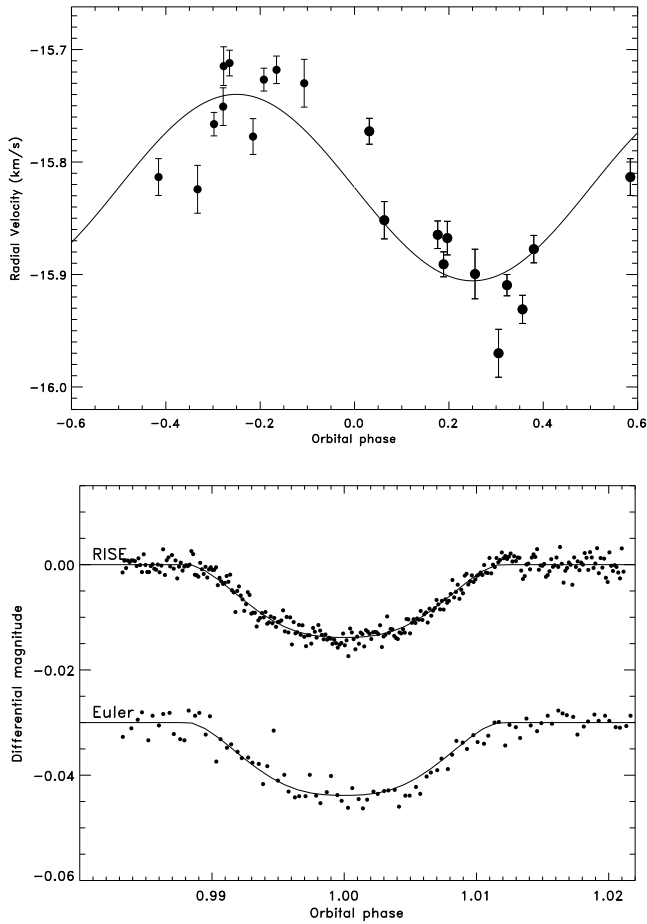 −15.7
−15.8
−15.9
−16.0
Radial Velocity (km/s)
−0.6 −0.4 −0.2 0.0 0.2 0.4 0.6
Orbital phase
RISE
Euler
0.00
−0.02
−0.04
−0.06
Differential magnitude
0.99 1.00 1.01 1.02
Orbital phase